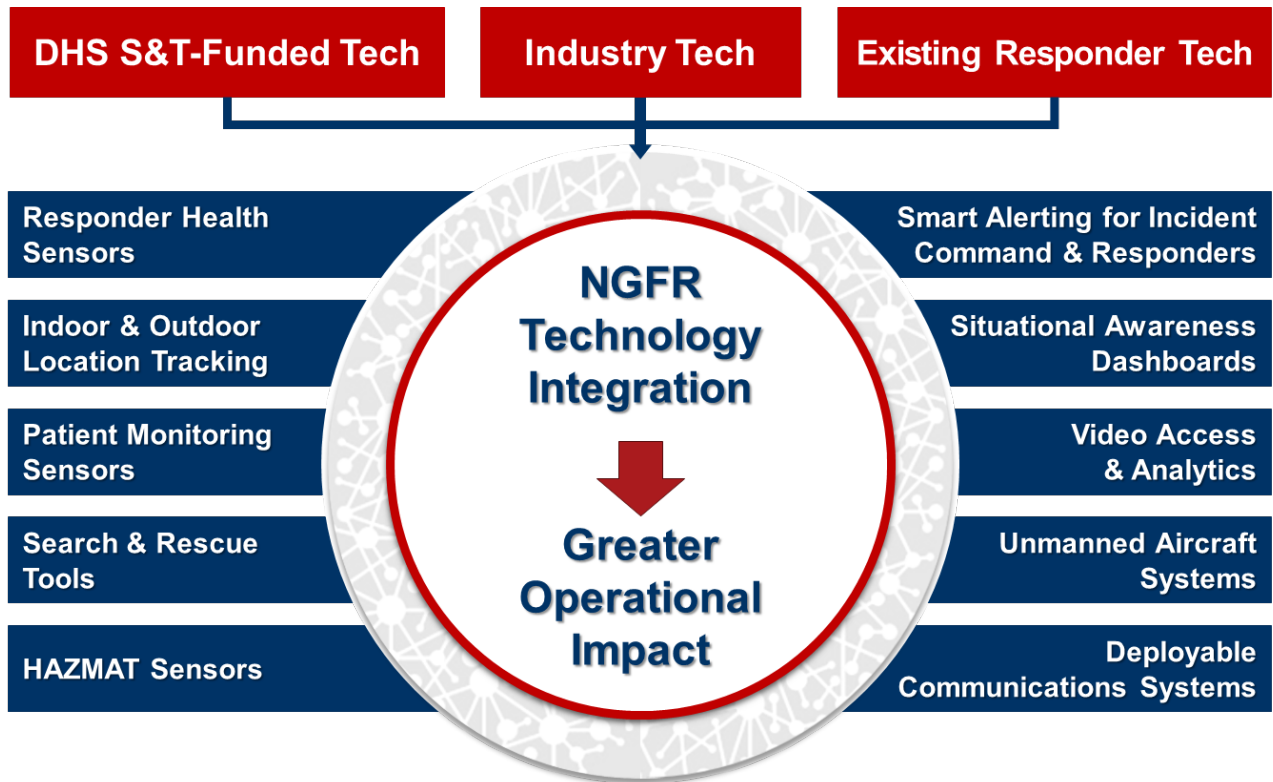 DHS S&T-Funded Tech
Industry Tech
Existing Responder Tech
Responder Health
Sensors
Indoor & Outdoor
Location Tracking
Patient Monitoring
Sensors
Search & Rescue
Tools
HAZMAT Sensors
NGFR
Technology
Integration
Greater
Operational
Impact
Smart Alerting for Incident
Command & Responders
Situational Awareness
Dashboards
Video Access
& Analytics
Unmanned Aircraft
Systems
Deployable
Communications Systems